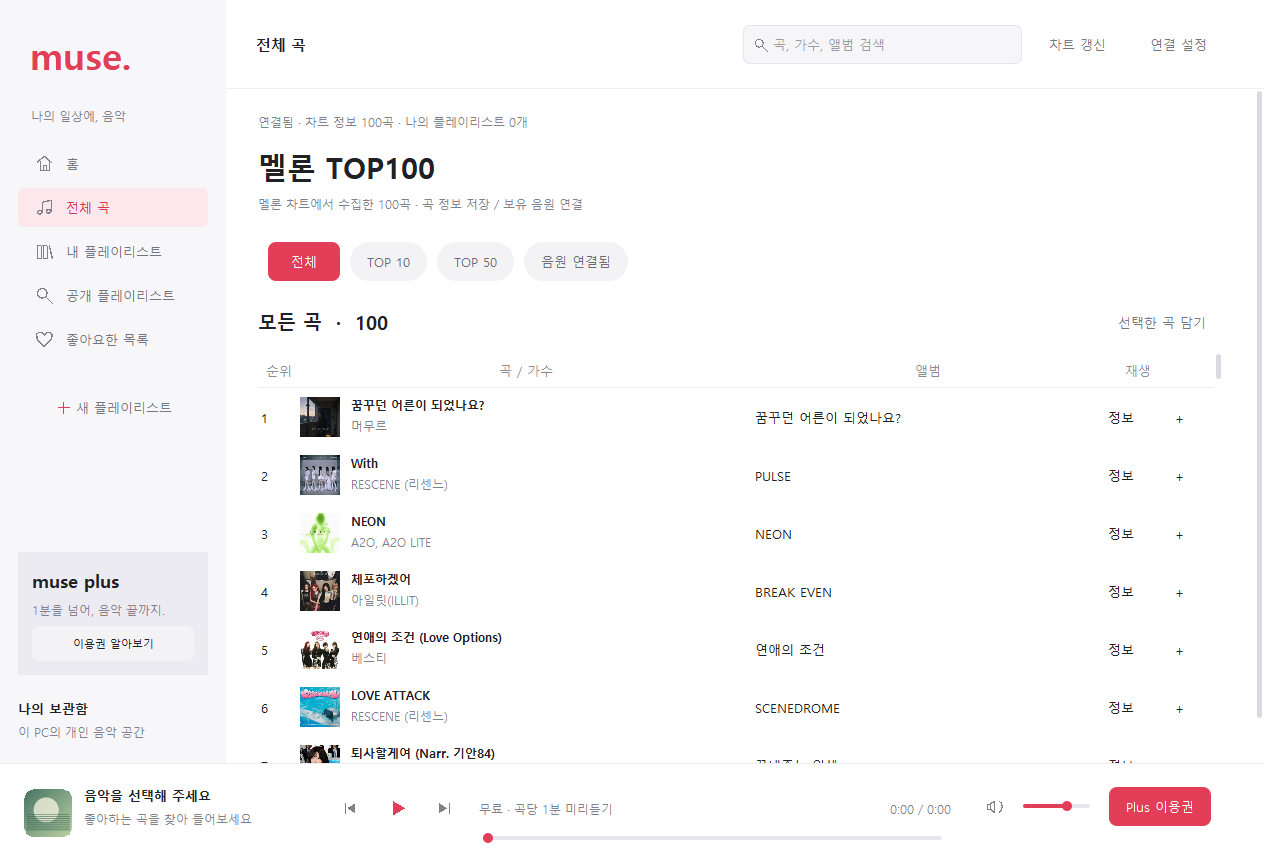 muse.
나의 일상에, 음악
홈
전체 곡
내 플레이리스트
공개 플레이리스트
좋아요한 목록
+ 새 플레이리스트
muse plus
1분을 넘어, 음악 끝까지.
이용권 알아보기
나의 보관함
이 PC의 개인 음악 공간
전체 곡
곡, 가수, 앨범 검색
차트 갱신
연결 설정
연결됨 · 차트 정보 100곡 · 나의 플레이리스트 0개
멜론 TOP100
멜론 차트에서 수집한 100곡 · 곡 정보 저장 / 보유 음원 연결
전체
TOP 10
TOP 50
음원 연결됨
모든 곡 · 100
선택한 곡 담기
순위 곡 / 가수 앨범 재생
1 꿈꾸던 어른이 되었나요? 꿈꾸던 어른이 되었나요? 정보 +
머무르
2 With PULSE 정보 +
RESCENE (리센느)
3 NEON NEON 정보 +
A2O, A2O LITE
4 체포하겠어 BREAK EVEN 정보 +
아일릿(ILLIT)
5 연애의 조건 (Love Options) 연애의 조건 정보 +
베스티
6 LOVE ATTACK SCENEDROME 정보 +
RESCENE (리센느)
퇴사할게여 (Narr. 기안84)
음악을 선택해 주세요
좋아하는 곡을 찾아 들어보세요
무료 · 곡당 1분 미리듣기
0:00 / 0:00
Plus 이용권